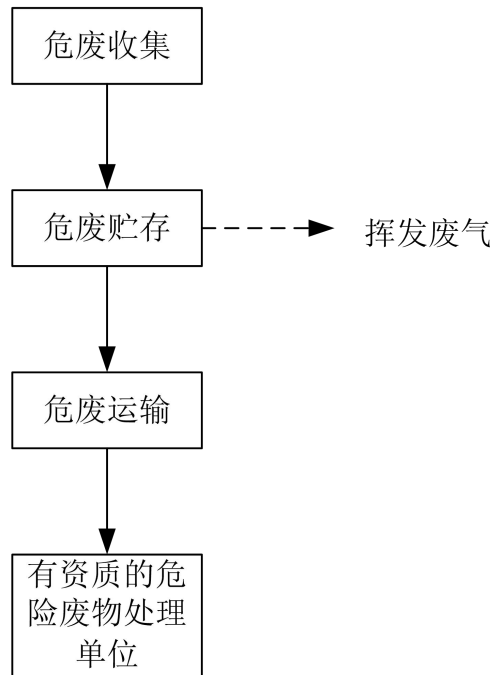 危废收集
危废贮存
挥发废气
危废运输
有资质的危
险废物处理
单位